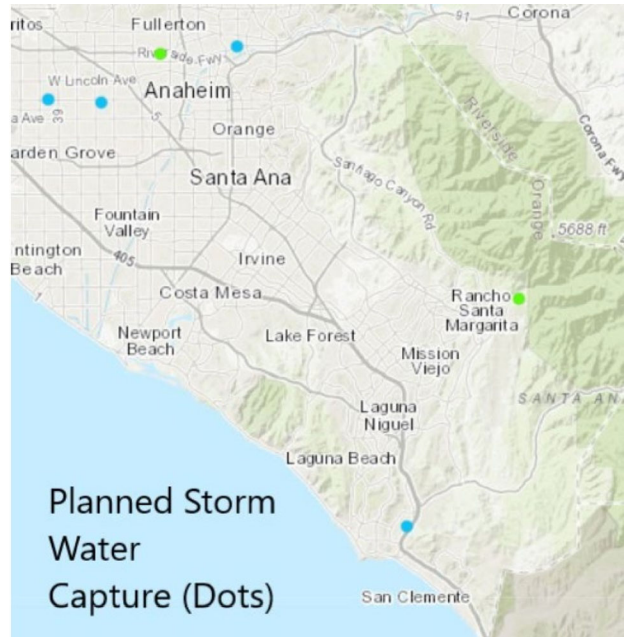 ritos
Fullerton
91
Corona
Riverside Fwy
W Lincoln Ave
Anaheim
a Ave
39
5
Orange
Riverside
Corona Fwy
arden Grove
Santa Ana
Santiago Canyon Rd
Orange
Fountain
Valley
5688 ft
ntington
Beach
405
Irvine
1
Costa Mesa
Rancho
Santa
Margarita
Newport
Beach
Lake Forest
Mission
Viejo
SANTA ANA
Laguna
Niguel
Laguna Beach
Planned Storm
Water
Capture (Dots)
San Clemente